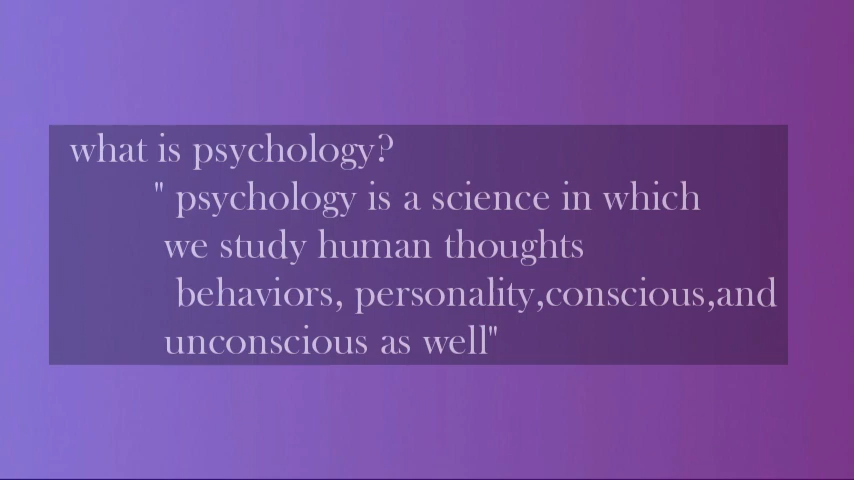 what is psychology?
" psychology is a science in which
we study human thoughts
behaviors, personality,conscious,and
unconscious as well"